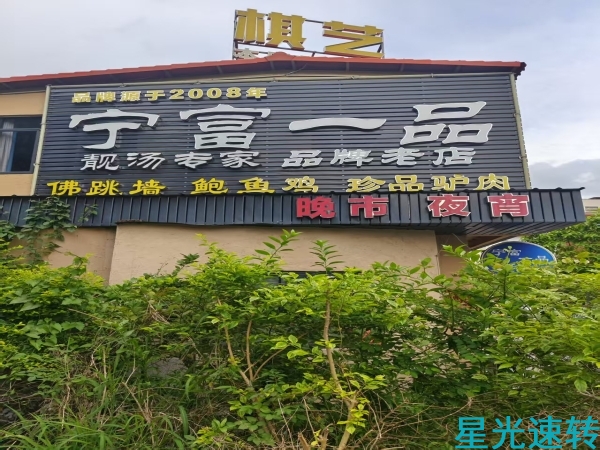 棋艺
品牌源于2008年
宁富一品
靓汤专家 品牌老店
佛跳墙 鲍鱼鸡 珍品驴肉
晚市 夜宵
宁富
星光速转